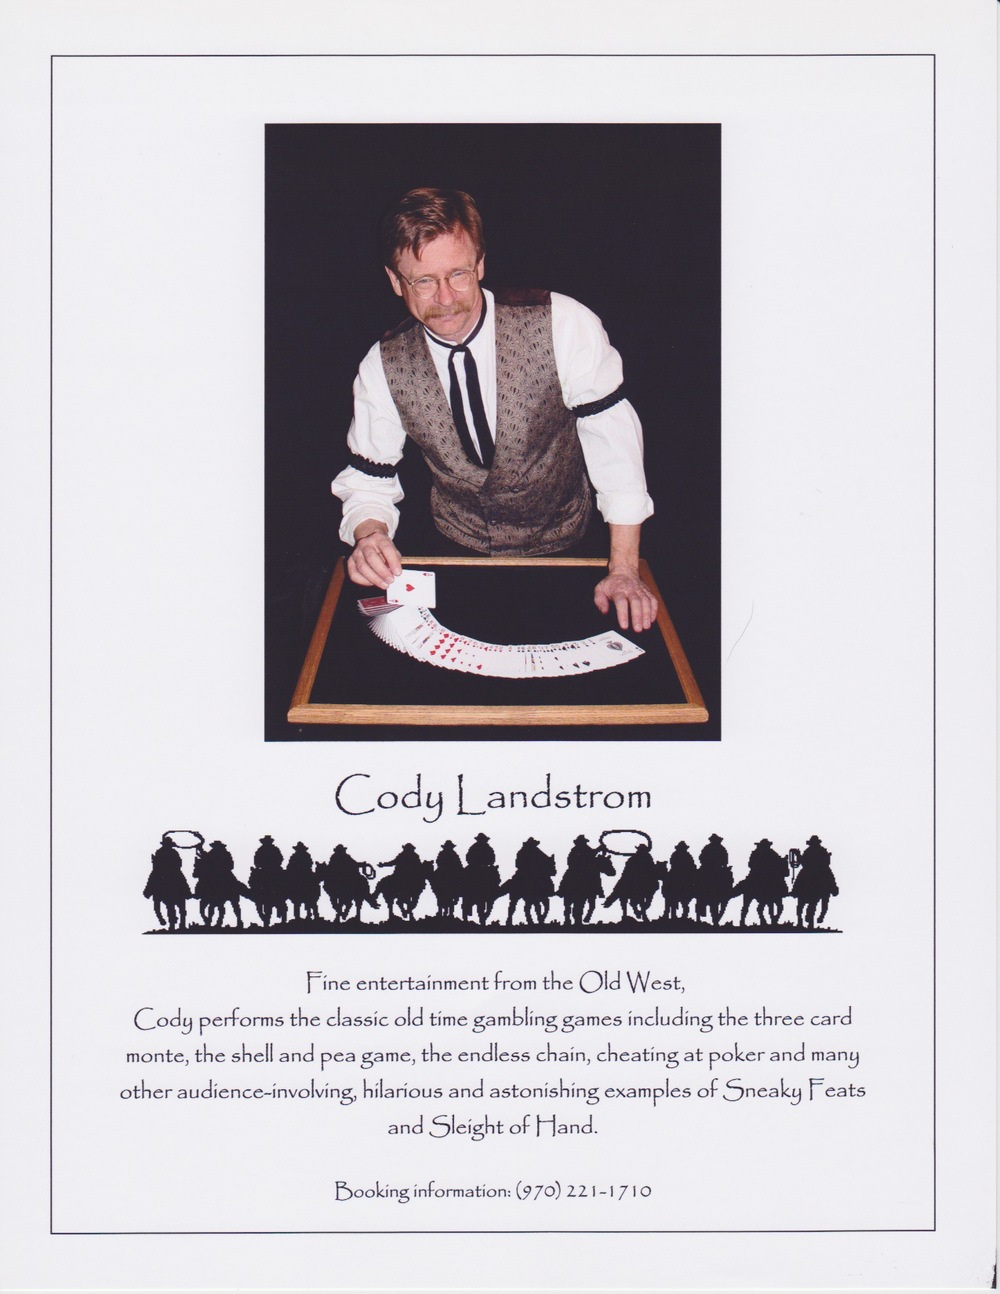 Cody Landstrom
Fine entertainment from the Old West,
Cody performs the classic old time gambling games including the three card
monte, the shell and pea game, the endless chain, cheating at poker and many
other audience-involving, hilarious and astonishing examples of Sneaky Feats
and Sleight of Hand.
Booking information: (970) 221-1710